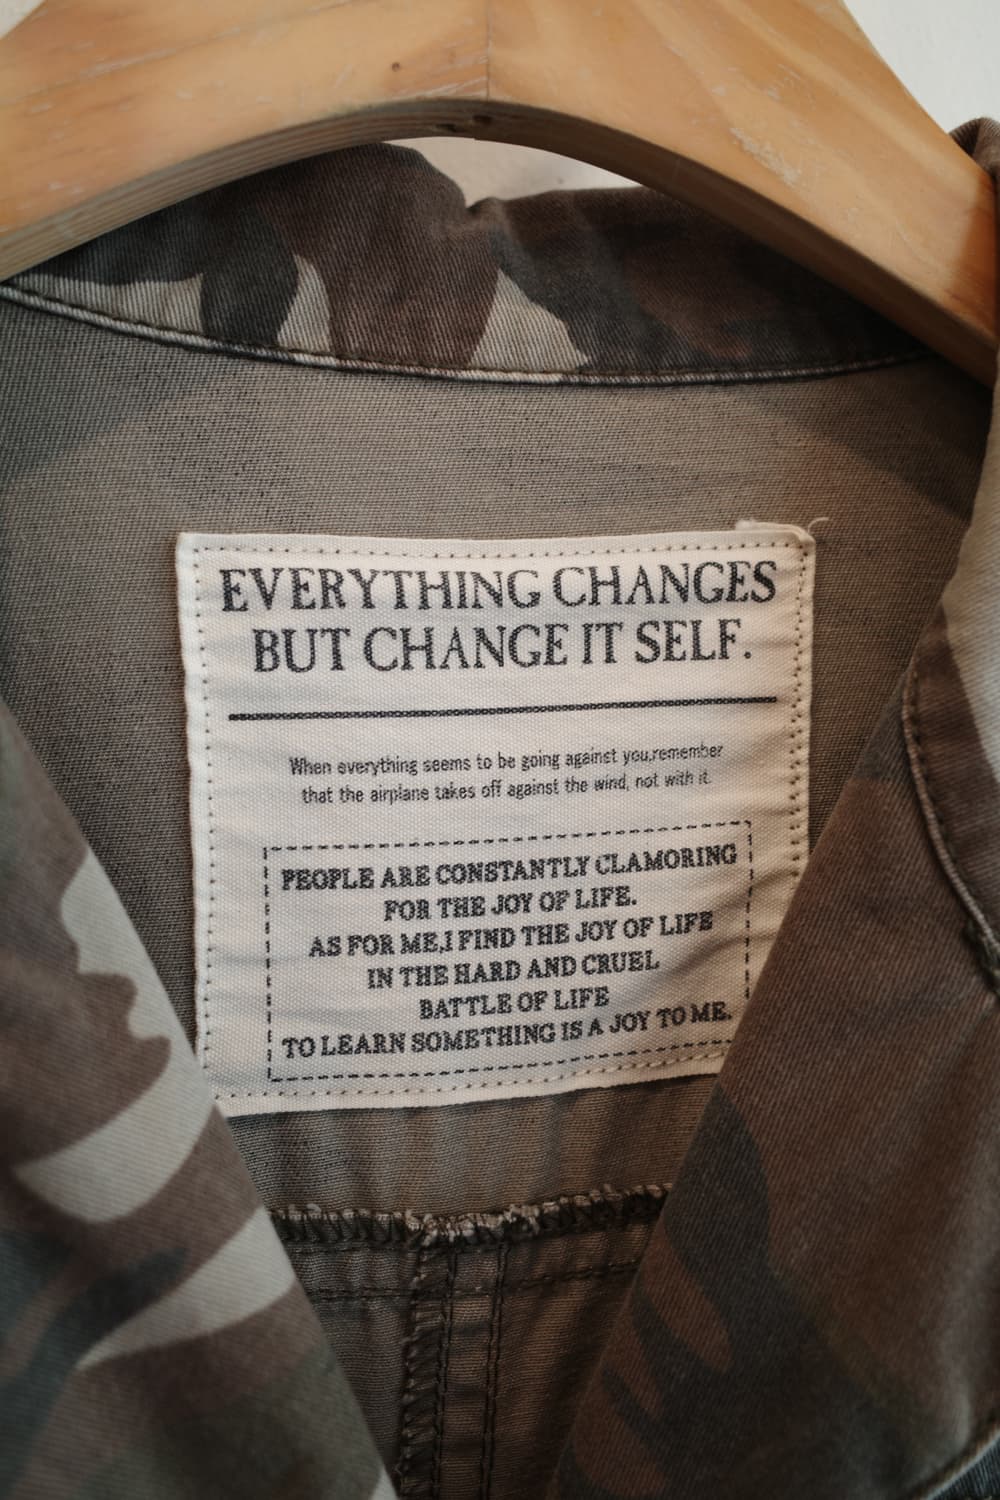 EVERYTHING CHANGES
BUT CHANGE IT SELF.
When everything seems to be going against you,remember
that the airplane takes off against the wind, not with it.
PEOPLE ARE CONSTANTLY CLAMORING
FOR THE JOY OF LIFE.
AS FOR ME,I FIND THE JOY OF LIFE
IN THE HARD AND CRUEL
BATTLE OF LIFE
TO LEARN SOMETHING IS A JOY TO ME.